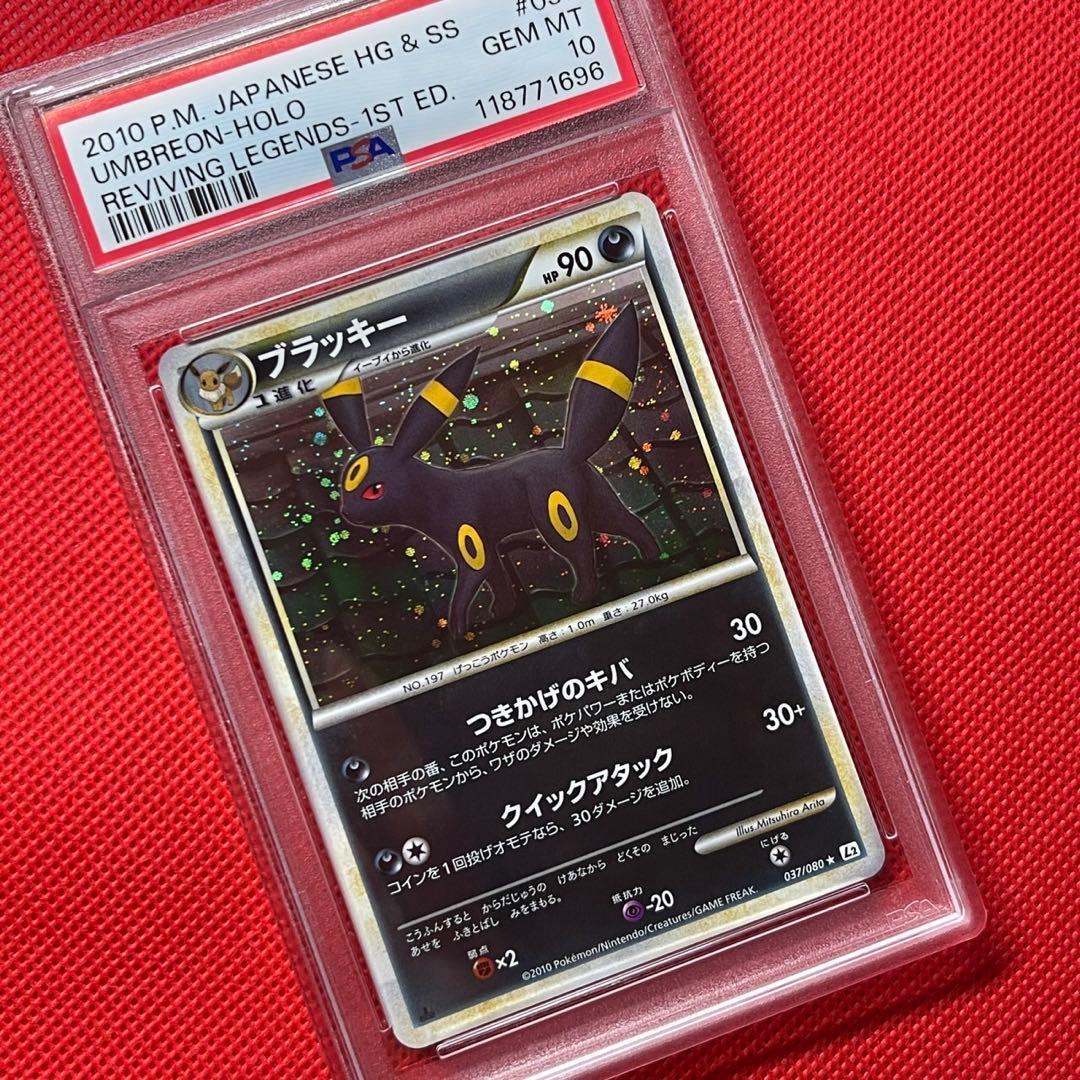 2010 P.M. JAPANESE HG & SS
UMBREON-HOLO
GEM MT
REVIVING LEGENDS-1ST ED.
10
118771696
PSA
ブラッキー
HP 90
1進化
イーブイから進化
NO.197 げっこうポケモン 高さ：1.0m 重さ：27.0kg
つきかげのキバ 30
次の相手の番、このポケモンは、ポケパワーまたはポケボディーを持つ
相手のポケモンから、ワザのダメージや効果を受けない。
クイックアタック 30+
コインを1回投げオモテなら、30ダメージを追加。
Illus. Mitsuhiro Arita
こうふんすると からだじゅうの けあなから どくその まじった
あせを ふきとばし みをまもる。
にげる
037/080 ★ L2
抵抗力
-20
弱点
×2
©2010 Pokémon/Nintendo/Creatures/GAME FREAK.